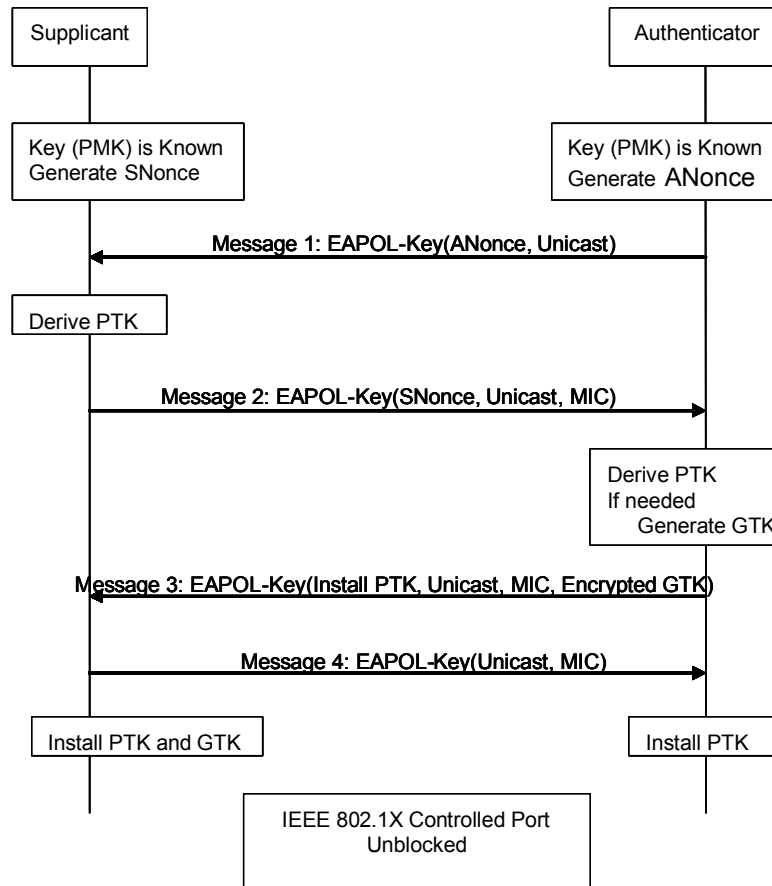 Supplicant
Authenticator
Key (PMK) is Known
Generate SNonce
Key (PMK) is Known
Generate ANonce
Message 1: EAPOL-Key(ANonce, Unicast)
Derive PTK
Message 2: EAPOL-Key(SNonce, Unicast, MIC)
Derive PTK
If needed
Generate GTK
Message 3: EAPOL-Key(Install PTK, Unicast, MIC, Encrypted GTK)
Message 4: EAPOL-Key(Unicast, MIC)
Install PTK and GTK
Install PTK
IEEE 802.1X Controlled Port
Unblocked